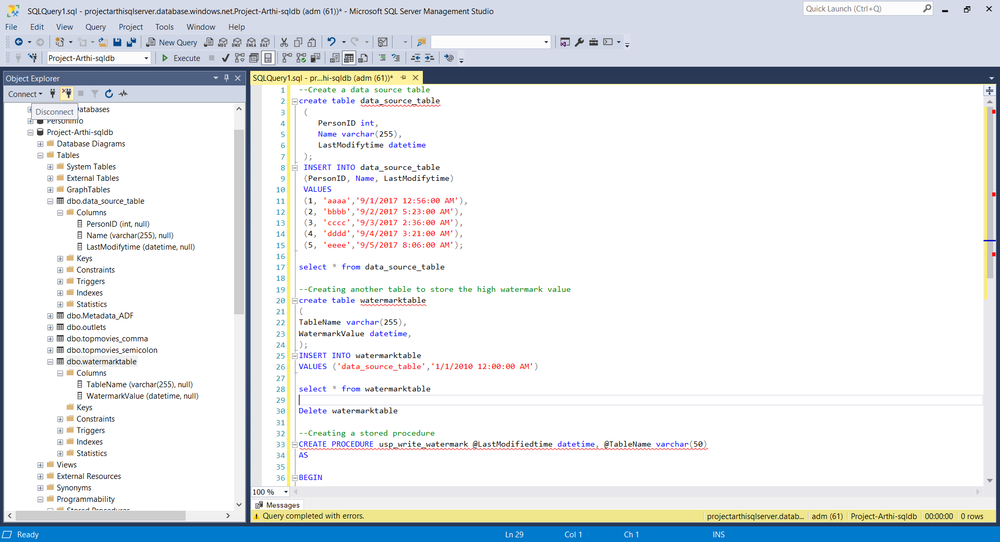 SQLQuery1.sql - projectarthisqlserver.database.windows.net.Project-Arthi-sqldb (adm (61))* - Microsoft SQL Server Management Studio
Quick Launch (Ctrl+Q)
File Edit View Query Project Tools Window Help
New Query MDX DMX XMLA DAX
Project-Arthi-sqldb Execute
Object Explorer
Connect
Disconnect
Databases
PersonInfo
Project-Arthi-sqldb
Database Diagrams
Tables
System Tables
External Tables
GraphTables
dbo.data_source_table
Columns
PersonID (int, null)
Name (varchar(255), null)
LastModifytime (datetime, null)
Keys
Constraints
Triggers
Indexes
Statistics
dbo.Metadata_ADF
dbo.outlets
dbo.topmovies_comma
dbo.topmovies_semicolon
dbo.watermarktable
Columns
TableName (varchar(255), null)
WatermarkValue (datetime, null)
Keys
Constraints
Triggers
Indexes
Statistics
Views
External Resources
Synonyms
Programmability
Stored Procedures
SQLQuery1.sql - pr...hi-sqldb (adm (61))*
1 --Create a data source table
2 create table data_source_table
3 (
4 PersonID int,
5 Name varchar(255),
6 LastModifytime datetime
7 );
8 INSERT INTO data_source_table
9 (PersonID, Name, LastModifytime)
10 VALUES
11 (1, 'aaaa','9/1/2017 12:56:00 AM'),
12 (2, 'bbbb','9/2/2017 5:23:00 AM'),
13 (3, 'cccc','9/3/2017 2:36:00 AM'),
14 (4, 'dddd','9/4/2017 3:21:00 AM'),
15 (5, 'eeee','9/5/2017 8:06:00 AM');
16
17 select * from data_source_table
18
19 --Creating another table to store the high watermark value
20 create table watermarktable
21 (
22 TableName varchar(255),
23 WatermarkValue datetime,
24 );
25 INSERT INTO watermarktable
26 VALUES ('data_source_table','1/1/2010 12:00:00 AM')
27
28 select * from watermarktable
29
30 Delete watermarktable
31
32 --Creating a stored procedure
33 CREATE PROCEDURE usp_write_watermark @LastModifiedtime datetime, @TableName varchar(50)
34 AS
35
36 BEGIN
100 %
Messages
Query completed with errors.
projectarthisqlserver.datab... adm (61) Project-Arthi-sqldb 00:00:00 0 rows
Ready Ln 29 Col 1 Ch 1 INS